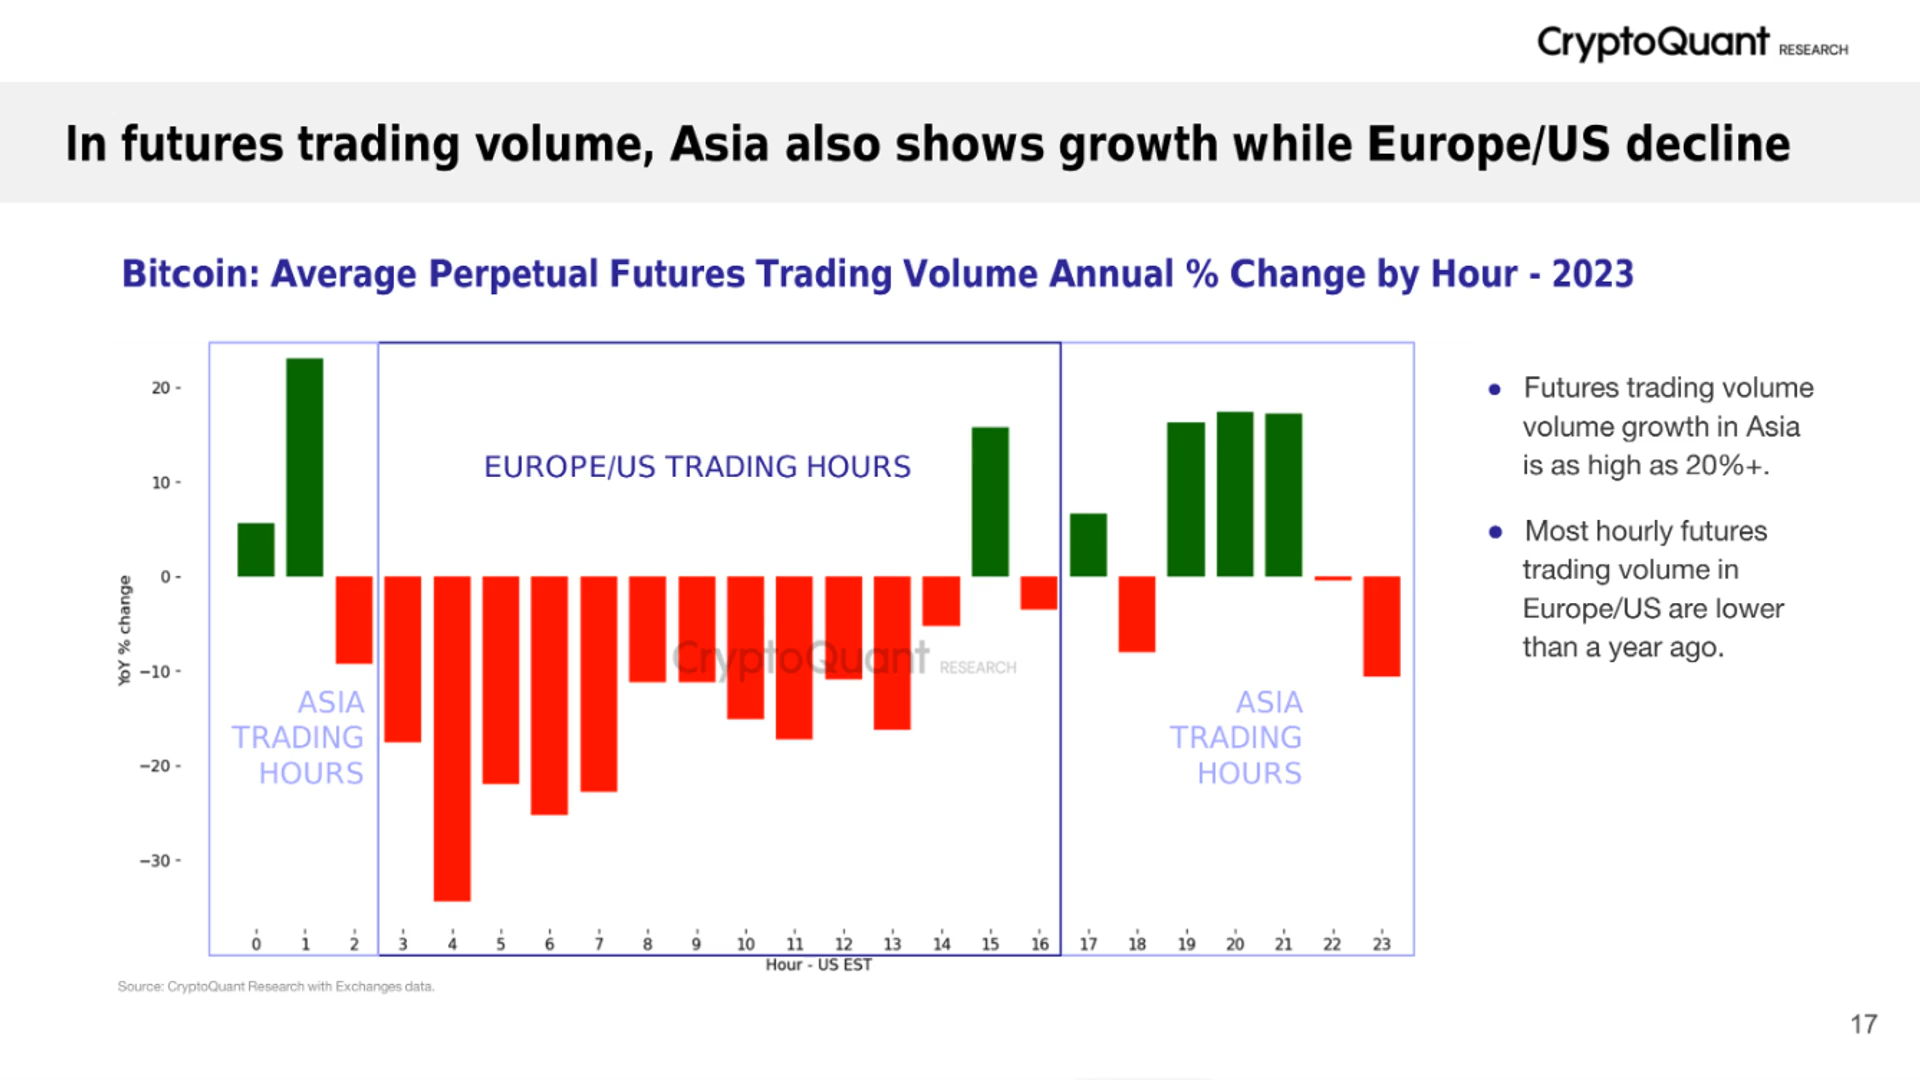 CryptoQuant RESEARCH
In futures trading volume, Asia also shows growth while Europe/US decline
Bitcoin: Average Perpetual Futures Trading Volume Annual % Change by Hour - 2023
YoY % change
20
10
0
−10
−20
−30
EUROPE/US TRADING HOURS
ASIA
TRADING
HOURS
CryptoQuant RESEARCH
ASIA
TRADING
HOURS
0 1 2 3 4 5 6 7 8 9 10 11 12 13 14 15 16 17 18 19 20 21 22 23
Hour - US EST
● Futures trading volume
volume growth in Asia
is as high as 20%+.
● Most hourly futures
trading volume in
Europe/US are lower
than a year ago.
Source: CryptoQuant Research with Exchanges data.
17